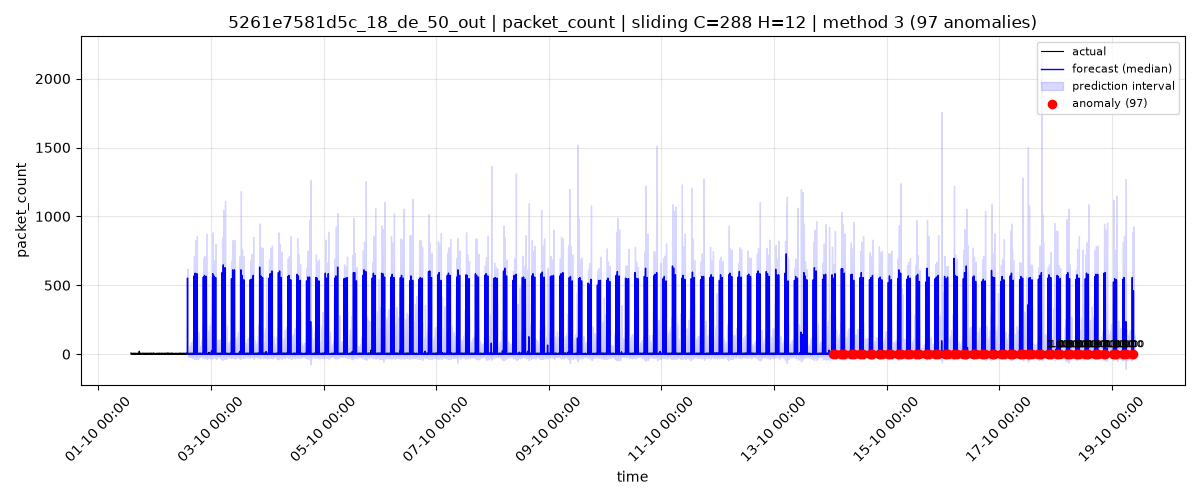 5261e7581d5c_18_de_50_out | packet_count | sliding C=288 H=12 | method 3 (97 anomalies)
actual
forecast (median)
prediction interval
anomaly (97)
packet_count
2000
1500
1000
500
0
01-10 00:00
03-10 00:00
05-10 00:00
07-10 00:00
09-10 00:00
11-10 00:00
13-10 00:00
15-10 00:00
17-10 00:00
19-10 00:00
time